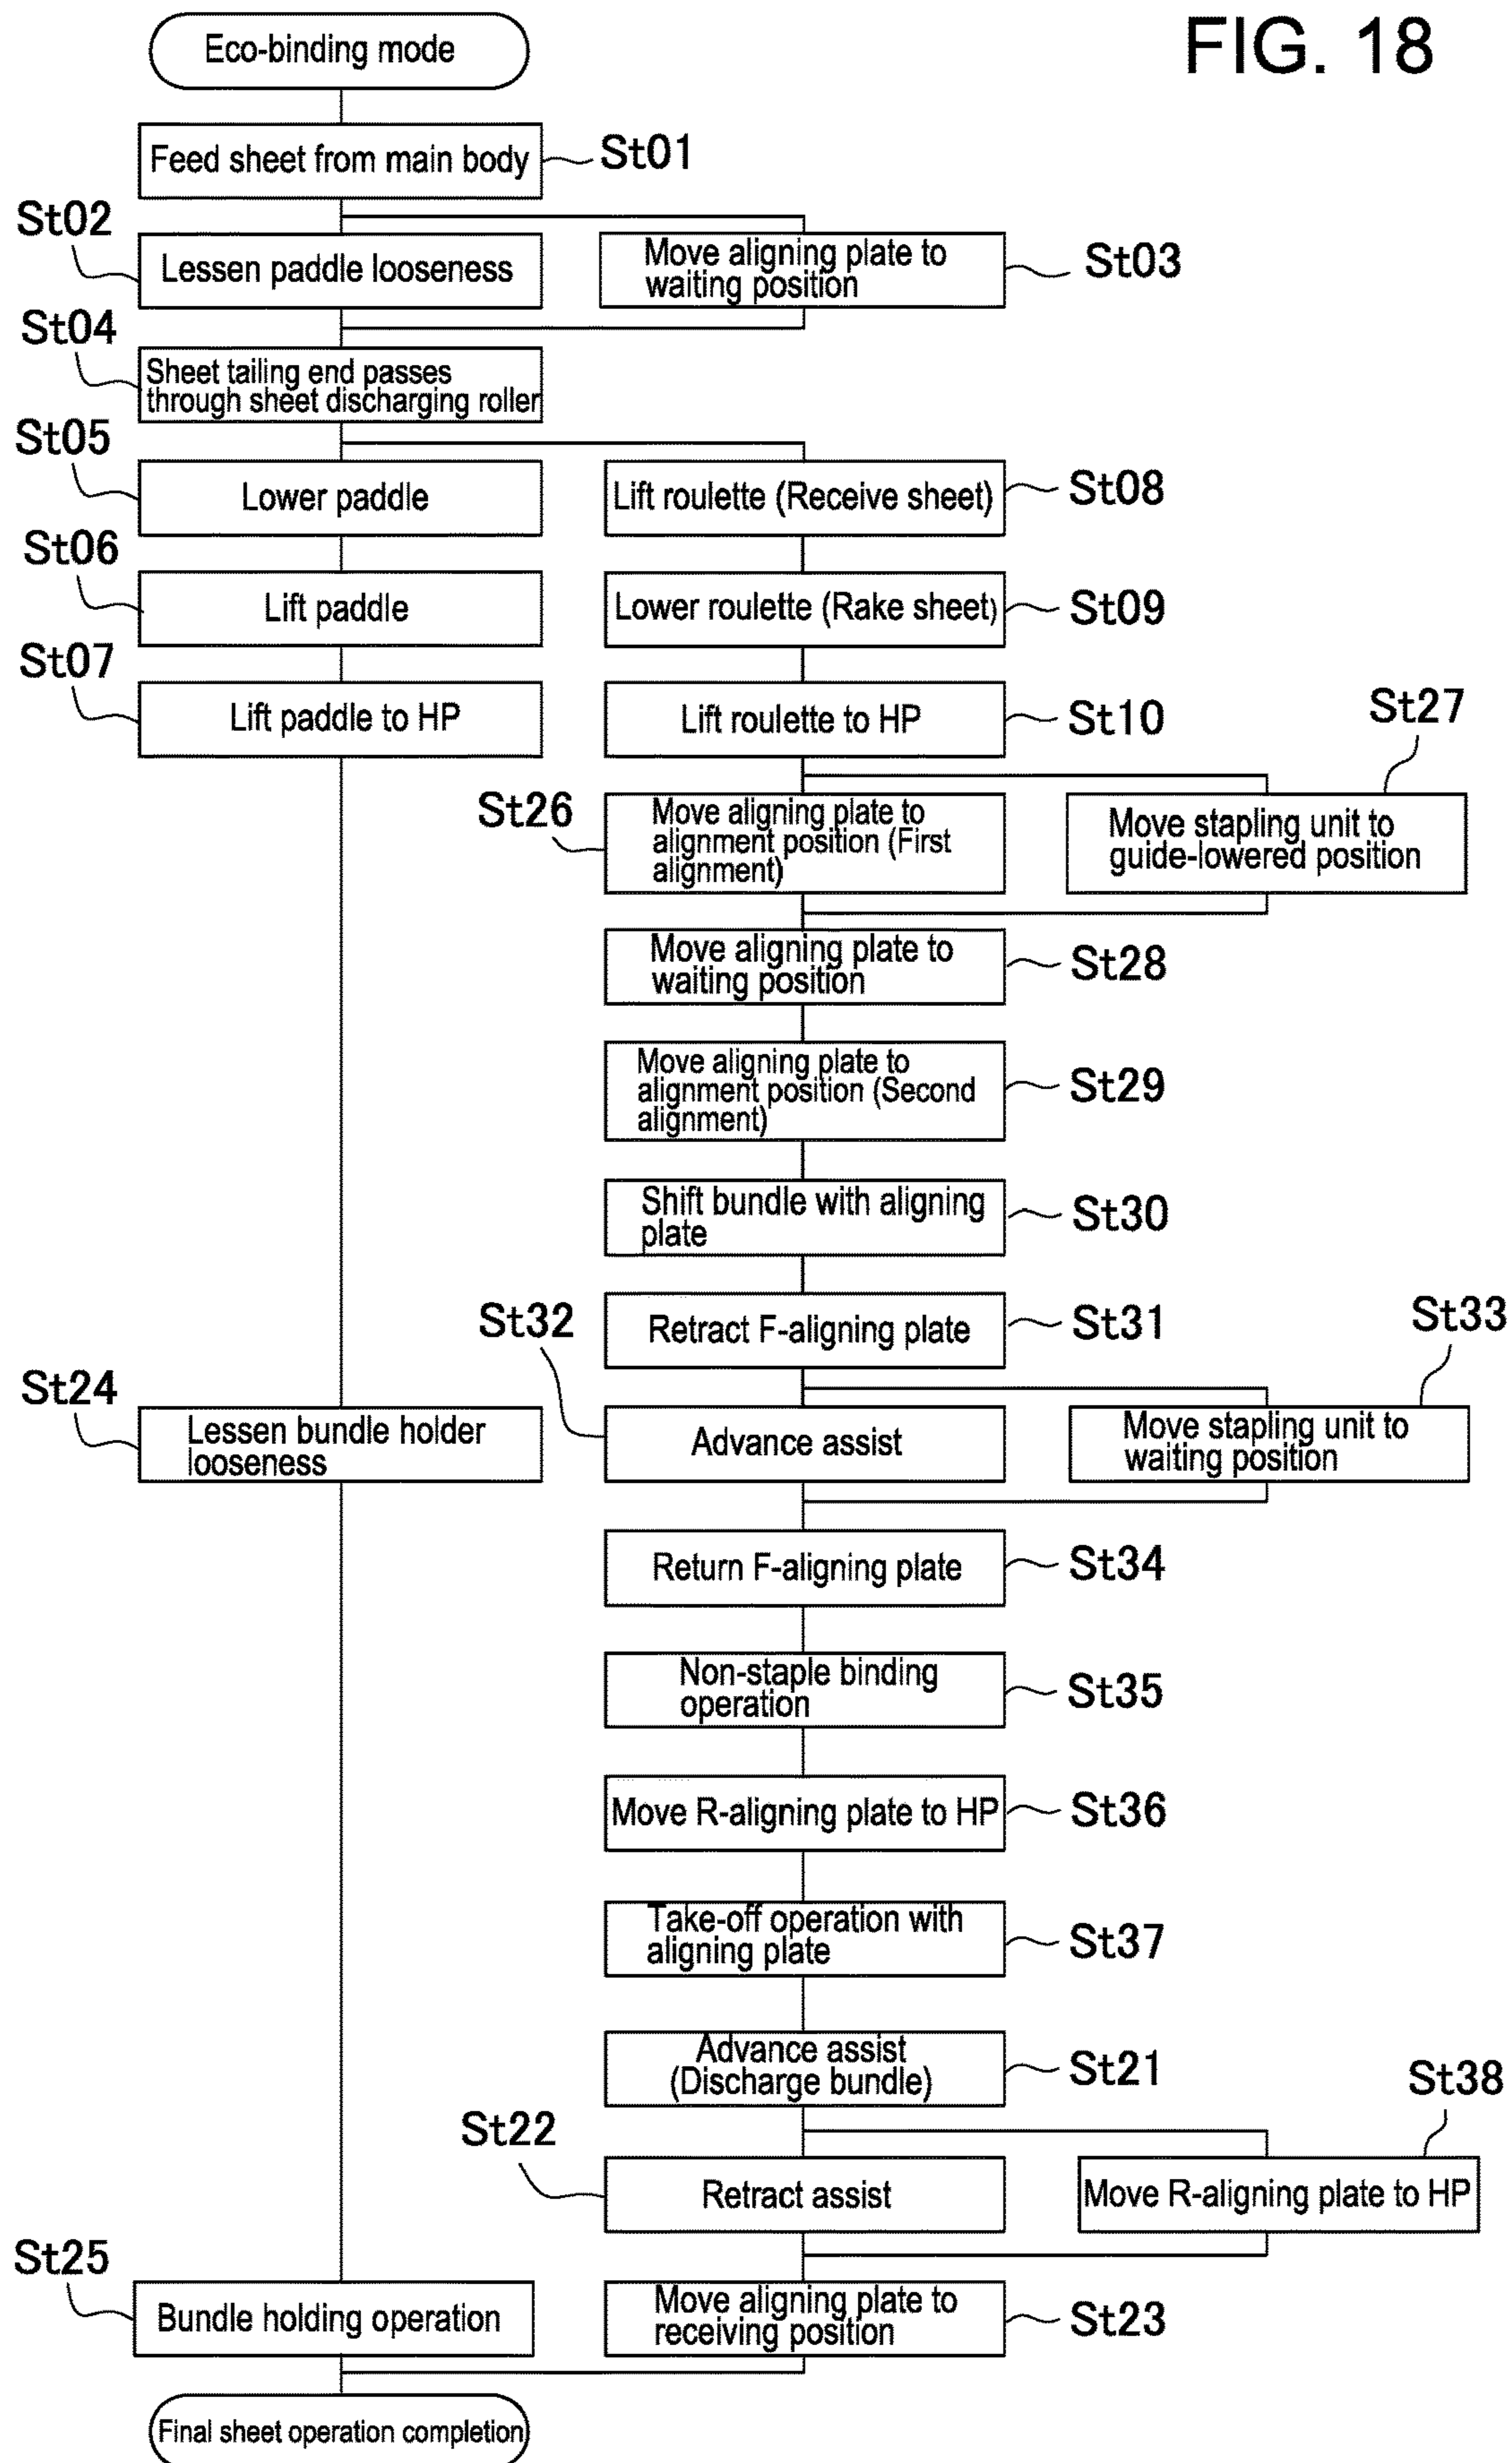 FIG. 18
Eco-binding mode
Feed sheet from main body
St01
St02
Lessen paddle looseness
Move aligning plate to
waiting position
St03
St04
Sheet tailing end passes
through sheet discharging roller
St05
Lower paddle
Lift roulette (Receive sheet)
St08
St06
Lift paddle
Lower roulette (Rake sheet)
St09
St07
Lift paddle to HP
Lift roulette to HP
St10
St27
St26
Move aligning plate to
alignment position (First
alignment)
Move stapling unit to
guide-lowered position
Move aligning plate to
waiting position
St28
Move aligning plate to
alignment position (Second
alignment)
St29
Shift bundle with aligning
plate
St30
Retract F-aligning plate
St31
St32
St33
St24
Lessen bundle holder
looseness
Advance assist
Move stapling unit to
waiting position
Return F-aligning plate
St34
Non-staple binding
operation
St35
Move R-aligning plate to HP
St36
Take-off operation with
aligning plate
St37
Advance assist
(Discharge bundle)
St21
St38
St22
Retract assist
Move R-aligning plate to HP
St25
Bundle holding operation
Move aligning plate to
receiving position
St23
Final sheet operation completion